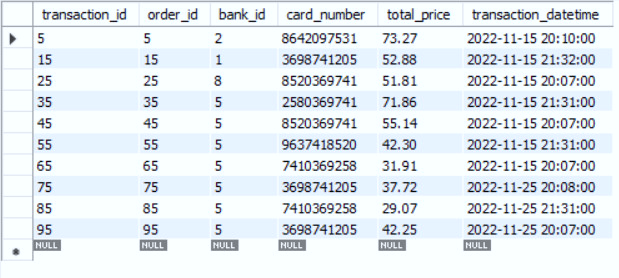 transaction_id order_id bank_id card_number total_price transaction_datetime
5 5 2 8642097531 73.27 2022-11-15 20:10:00
15 15 1 3698741205 52.88 2022-11-15 21:32:00
25 25 8 8520369741 51.81 2022-11-15 20:07:00
35 35 5 2580369741 71.86 2022-11-15 21:31:00
45 45 5 8520369741 55.14 2022-11-15 20:07:00
55 55 5 9637418520 42.30 2022-11-15 21:31:00
65 65 5 7410369258 31.91 2022-11-15 20:07:00
75 75 5 3698741205 37.72 2022-11-25 20:08:00
85 85 5 7410369258 29.07 2022-11-25 21:31:00
95 95 5 3698741205 42.25 2022-11-25 20:07:00
NULL NULL NULL NULL NULL NULL